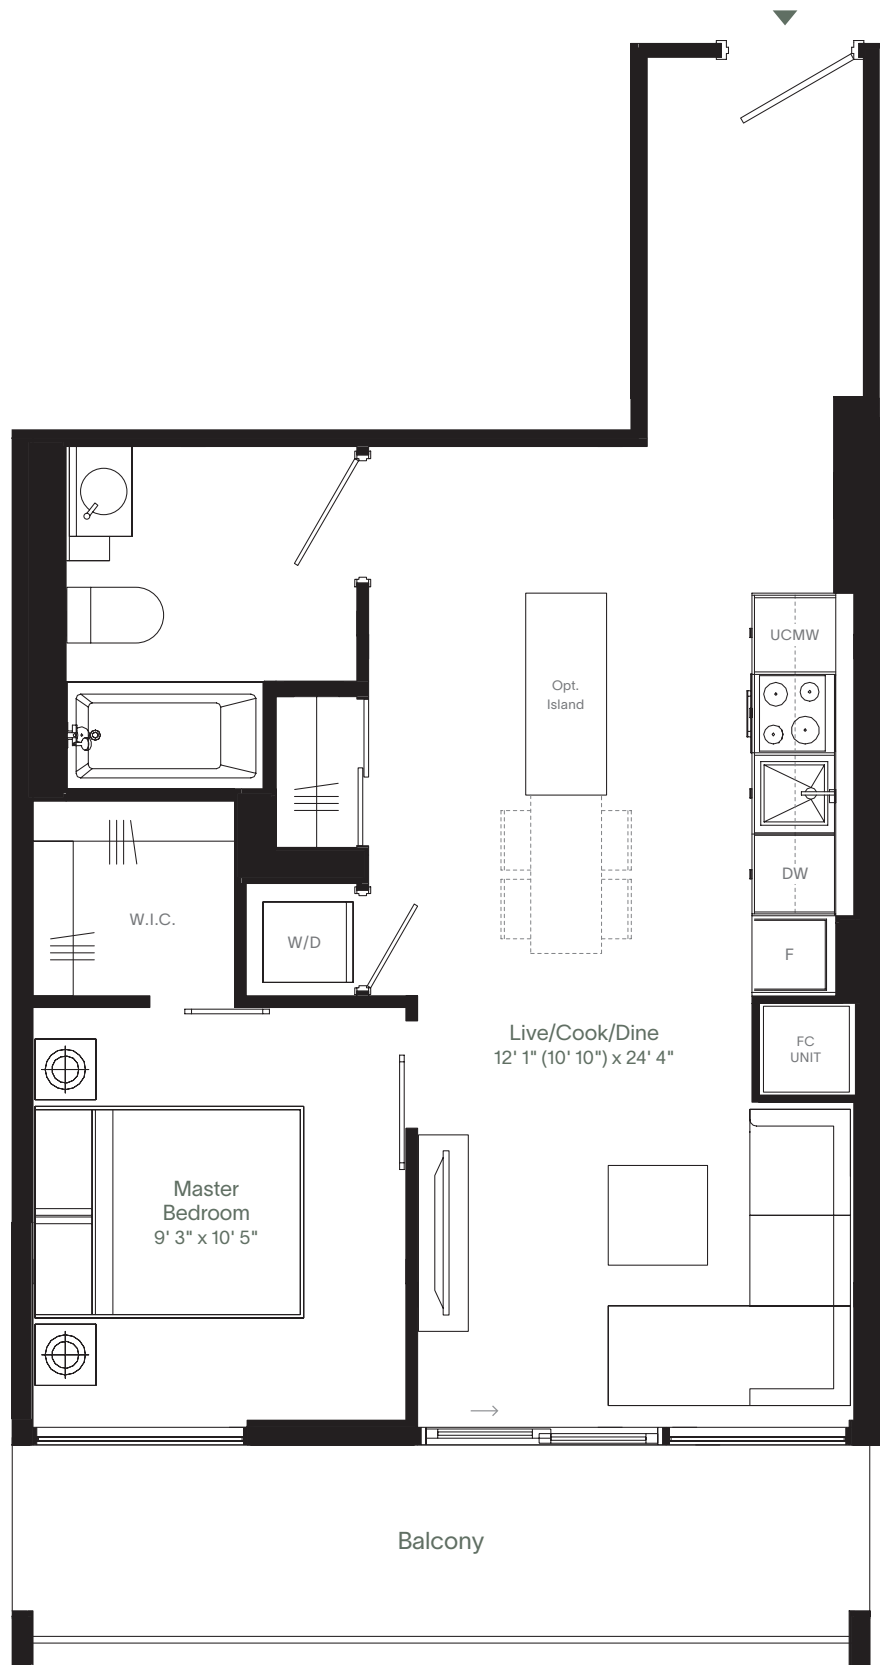 UCMW
Opt.
Island
DW
W.I.C.
W/D
F
Live/Cook/Dine
12' 1" (10' 10") x 24' 4"
FC
UNIT
Master
Bedroom
9' 3" x 10' 5"
Balcony